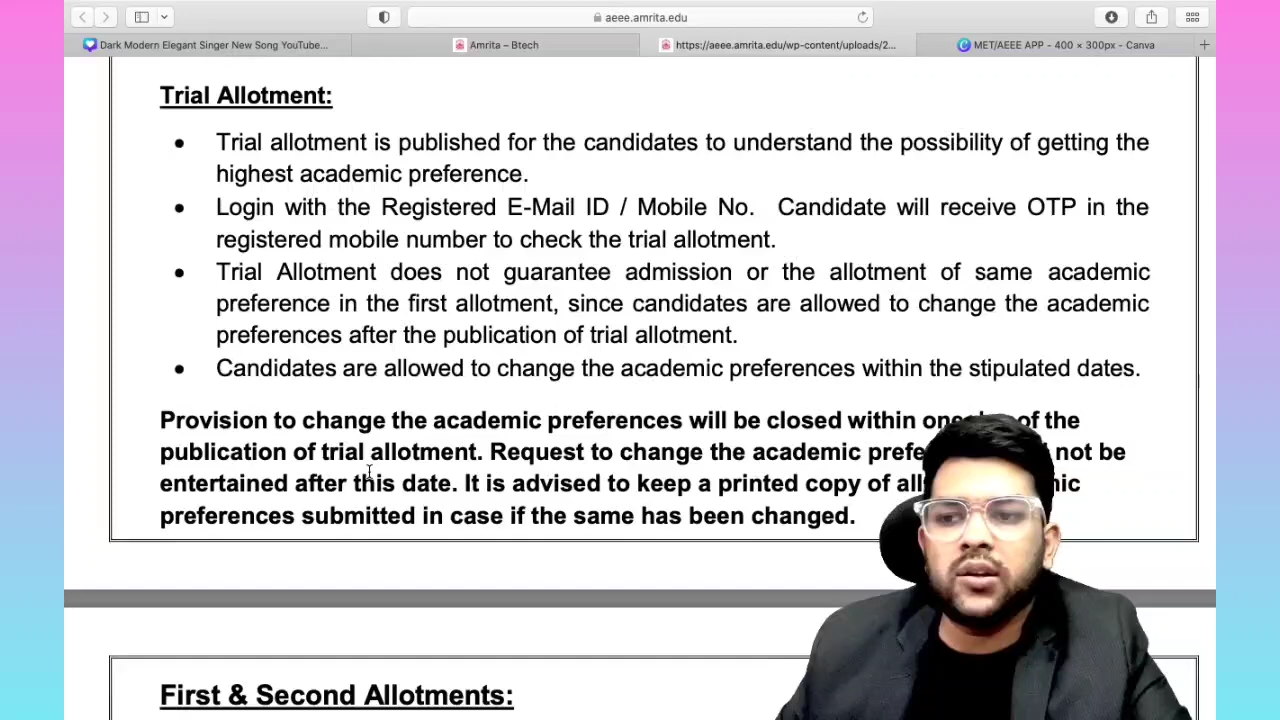 aeee.amrita.edu
Dark Modern Elegant Singer New Song YouTube...
Amrita – Btech
https://aeee.amrita.edu/wp-content/uploads/2...
MET/AEEE APP - 400 × 300px - Canva
Trial Allotment:
• Trial allotment is published for the candidates to understand the possibility of getting the
highest academic preference.
• Login with the Registered E-Mail ID / Mobile No. Candidate will receive OTP in the
registered mobile number to check the trial allotment.
• Trial Allotment does not guarantee admission or the allotment of same academic
preference in the first allotment, since candidates are allowed to change the academic
preferences after the publication of trial allotment.
• Candidates are allowed to change the academic preferences within the stipulated dates.
Provision to change the academic preferences will be closed within of the
publication of trial allotment. Request to change the academic not be
entertained after this date. It is advised to keep a printed copy of
preferences submitted in case if the same has been changed.
First & Second Allotments: